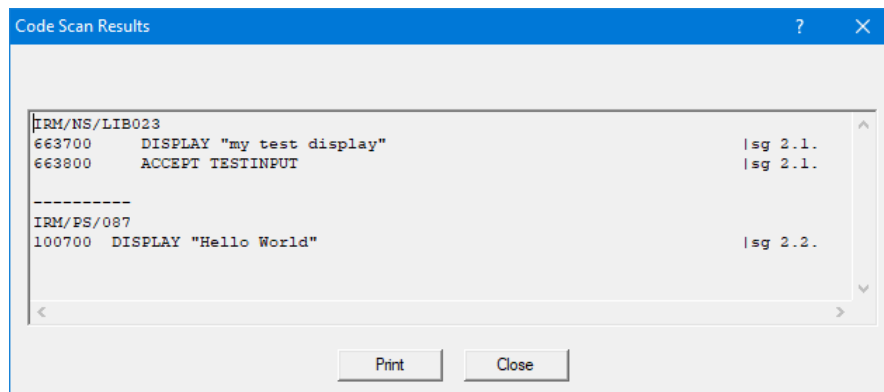 Code Scan Results
IRM/NS/LIB023
663700 DISPLAY "my test display" |sg 2.1.
663800 ACCEPT TESTINPUT |sg 2.1.
----------
IRM/PS/087
100700 DISPLAY "Hello World" |sg 2.2.
Print Close